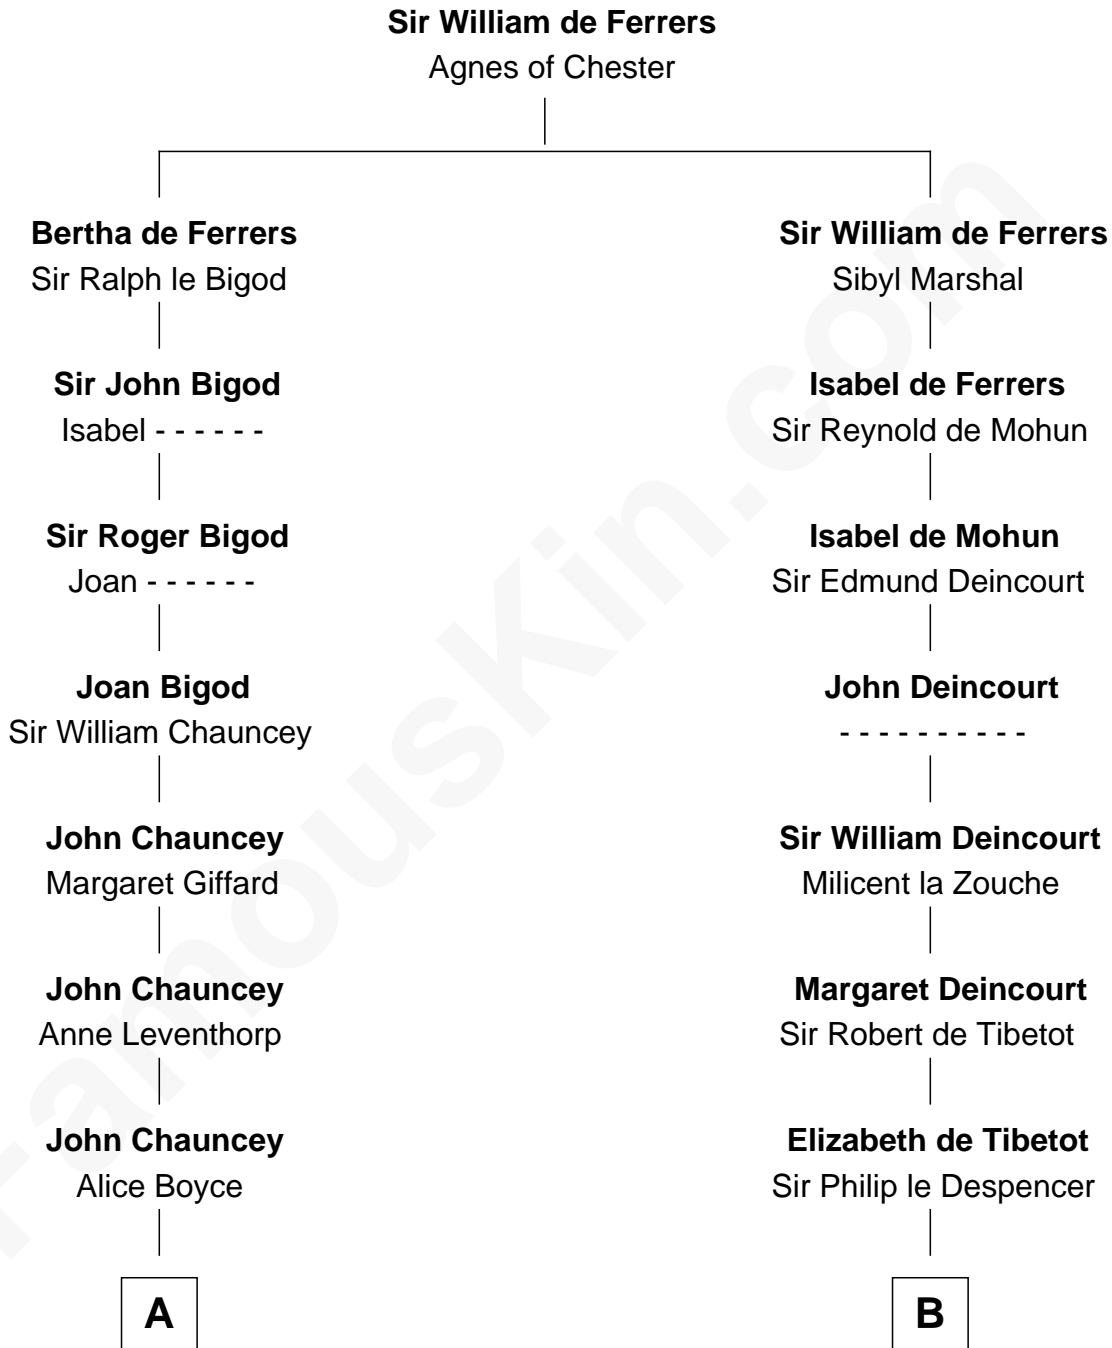 Sir William de Ferrers
Agnes of Chester
Bertha de Ferrers
Sir Ralph le Bigod
Sir William de Ferrers
Sibyl Marshal
Sir John Bigod
Isabel - - - - - -
Isabel de Ferrers
Sir Reynold de Mohun
Sir Roger Bigod
Joan - - - - - -
Isabel de Mohun
Sir Edmund Deincourt
Joan Bigod
Sir William Chauncey
John Deincourt
- - - - - - - - - -
John Chauncey
Margaret Giffard
Sir William Deincourt
Milicent la Zouche
John Chauncey
Anne Leventhorp
Margaret Deincourt
Sir Robert de Tibetot
John Chauncey
Alice Boyce
Elizabeth de Tibetot
Sir Philip le Despencer
A
B
FamousKin.com